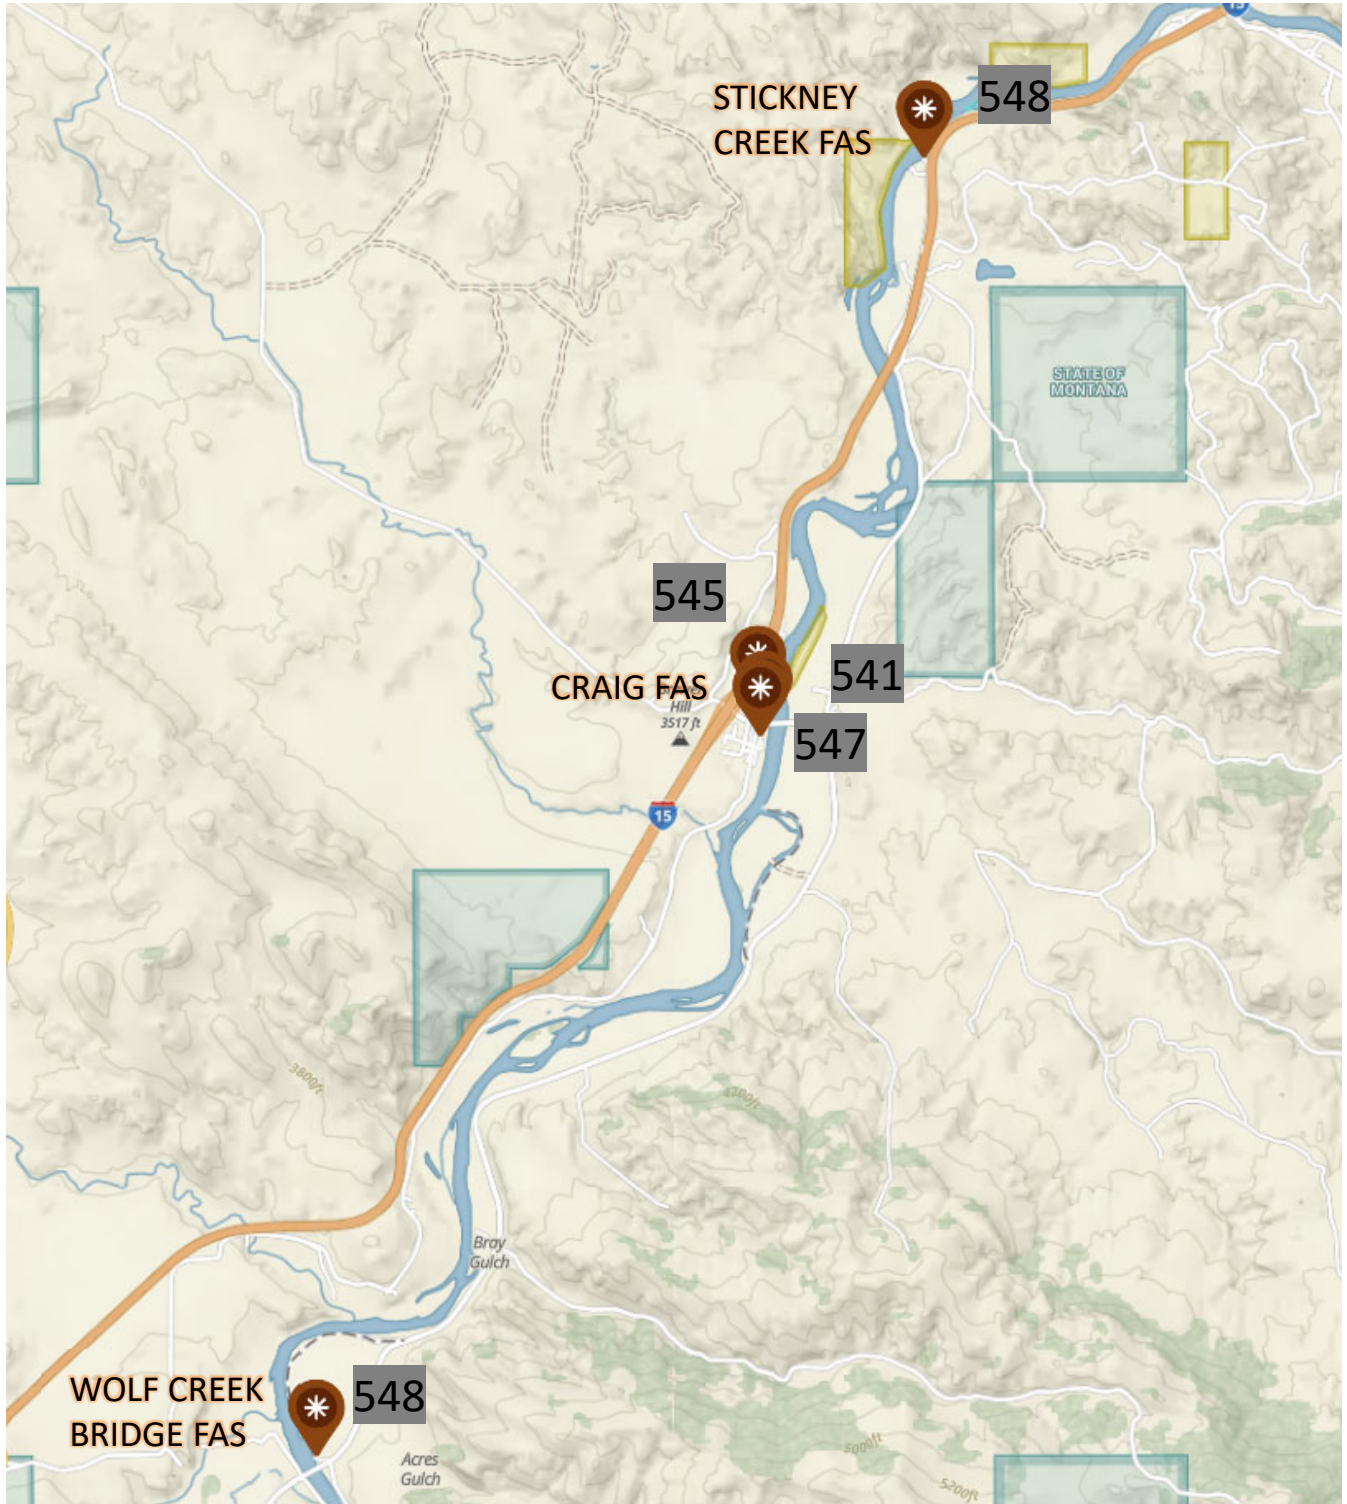 15
STICKNEY
CREEK FAS
548
STATE OF
MONTANA
545
CRAIG FAS
541
Hill
3517 ft
547
15
3800ft
Bray
Gulch
WOLF CREEK
BRIDGE FAS
548
Acres
Gulch
5000ft
5200ft